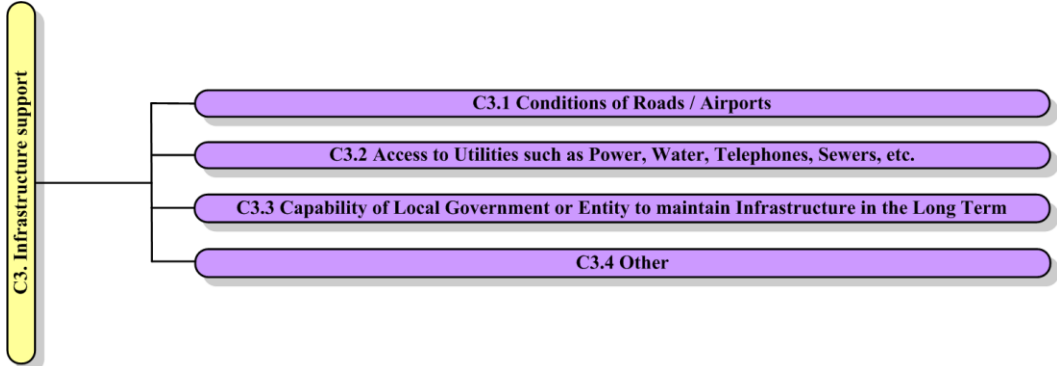 C3. Infrastructure support
C3.1 Conditions of Roads / Airports
C3.2 Access to Utilities such as Power, Water, Telephones, Sewers, etc.
C3.3 Capability of Local Government or Entity to maintain Infrastructure in the Long Term
C3.4 Other